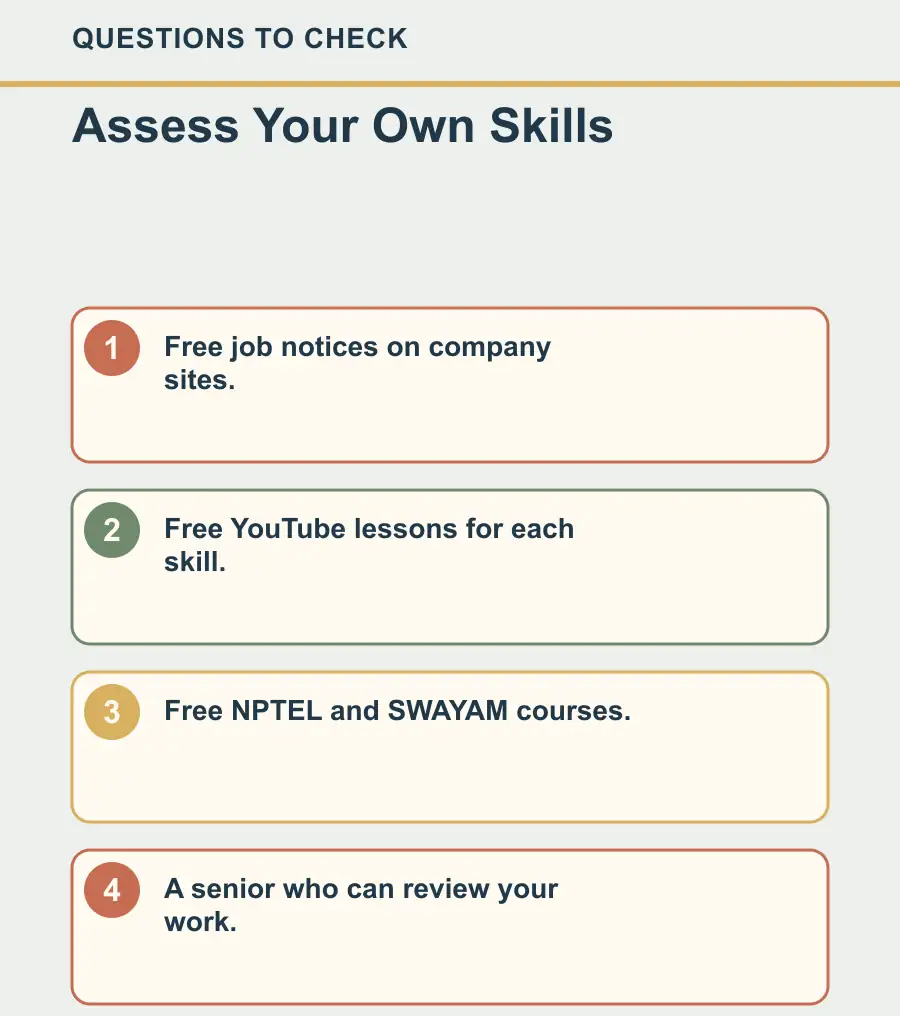 QUESTIONS TO CHECK
Assess Your Own Skills
1
Free job notices on company
sites.
2
Free YouTube lessons for each
skill.
3
Free NPTEL and SWAYAM courses.
4
A senior who can review your
work.